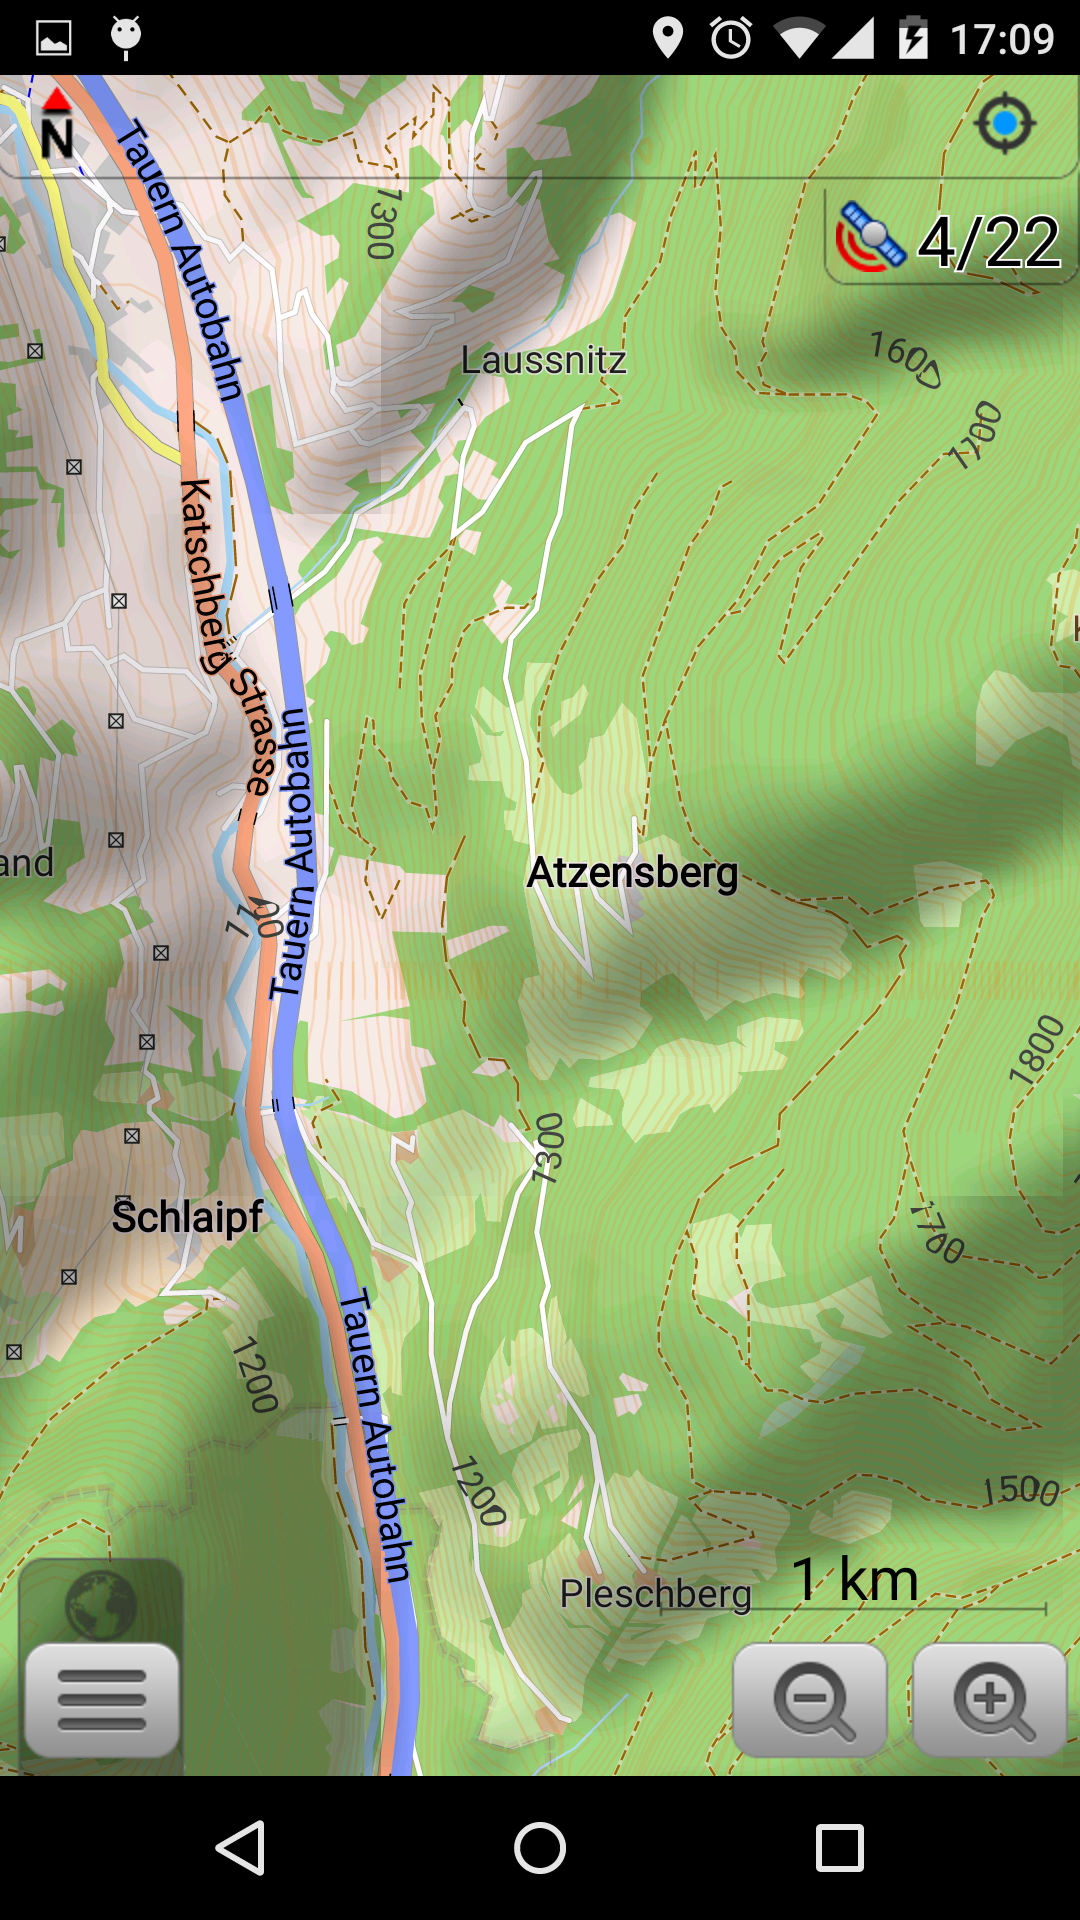 17:09
N
Tauern Autobahn
1300
4/22
Laussnitz
1600
1700
Katschberg Strasse
Tauern Autobahn
and
Atzensberg
1100
1800
1300
Schlaipf
1700
Tauern Autobahn
1200
1200
1500
Pleschberg
1 km